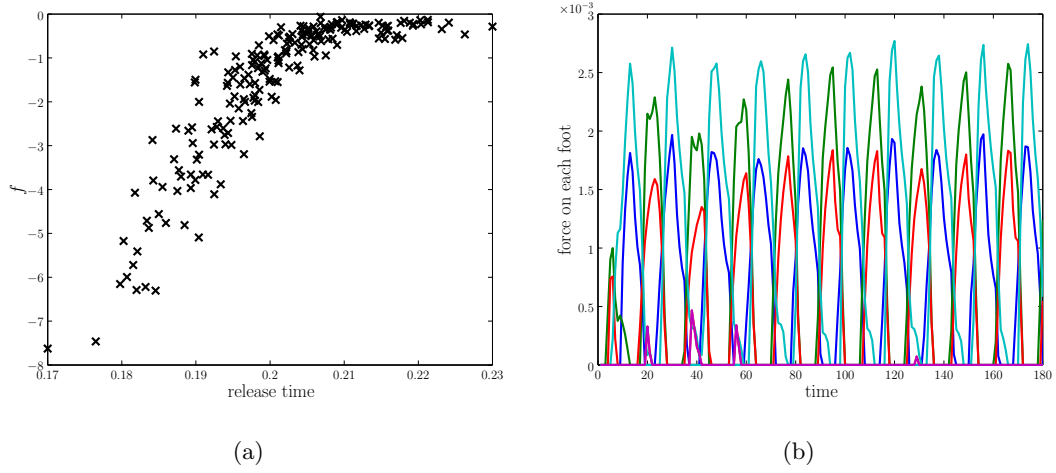 0
−1
−2
−3
−4
−5
−6
−7
−8
f
0.17 0.18 0.19 0.2 0.21 0.22 0.23
release time
(a)
×10⁻³
3
2.5
2
1.5
1
0.5
0
force on each foot
0 20 40 60 80 100 120 140 160 180
time
(b)